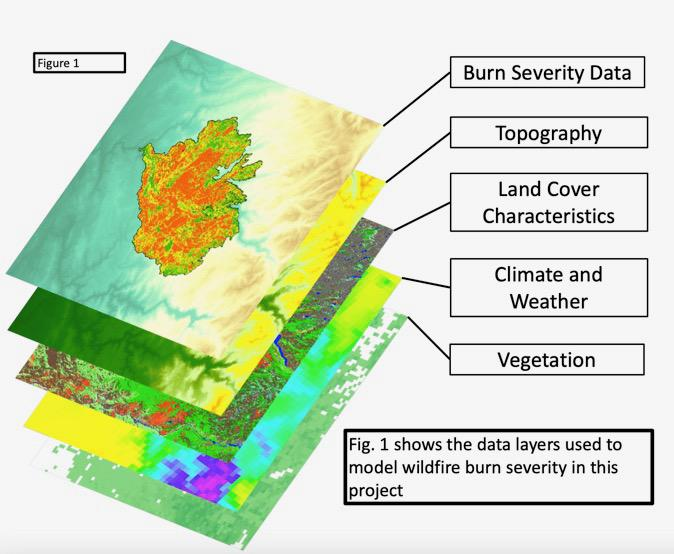 Figure 1
Burn Severity Data
Topography
Land Cover
Characteristics
Climate and
Weather
Vegetation
Fig. 1 shows the data layers used to
model wildfire burn severity in this
project